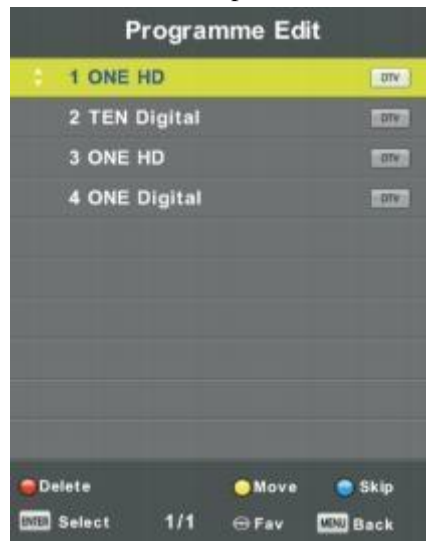 Programme Edit
1 ONE HD DTV
2 TEN Digital DTV
3 ONE HD DTV
4 ONE Digital DTV
Delete Move Skip
ENTER Select 1/1 Fav MENU Back